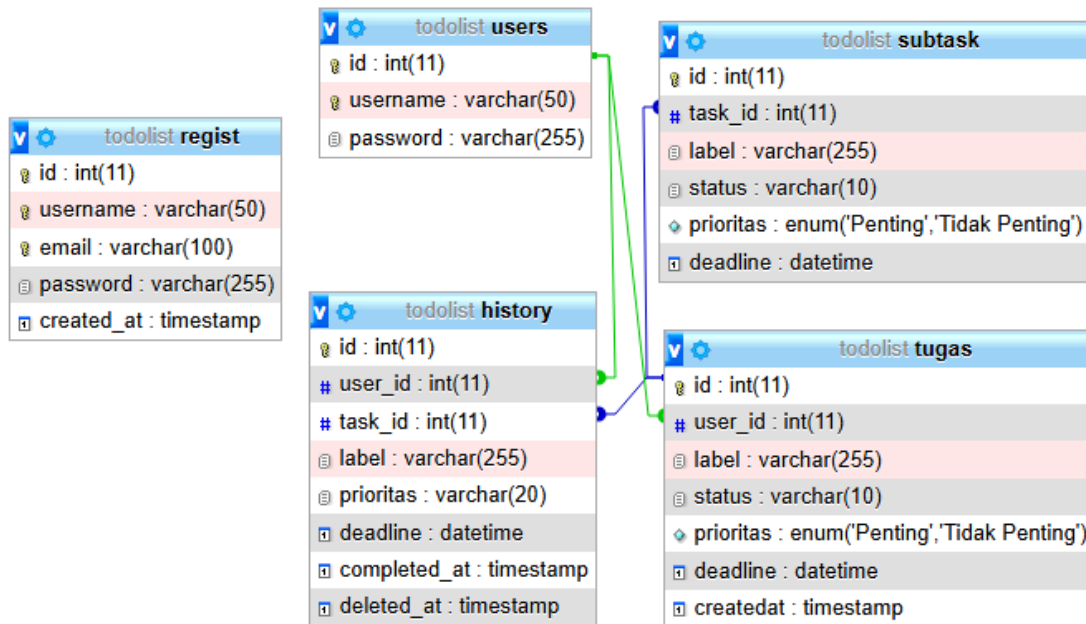 todolist regist
id : int(11)
username : varchar(50)
email : varchar(100)
password : varchar(255)
created_at : timestamp
todolist users
id : int(11)
username : varchar(50)
password : varchar(255)
todolist history
id : int(11)
user_id : int(11)
task_id : int(11)
label : varchar(255)
prioritas : varchar(20)
deadline : datetime
completed_at : timestamp
deleted_at : timestamp
todolist subtask
id : int(11)
task_id : int(11)
label : varchar(255)
status : varchar(10)
prioritas : enum('Penting','Tidak Penting')
deadline : datetime
todolist tugas
id : int(11)
user_id : int(11)
label : varchar(255)
status : varchar(10)
prioritas : enum('Penting','Tidak Penting')
deadline : datetime
createdat : timestamp